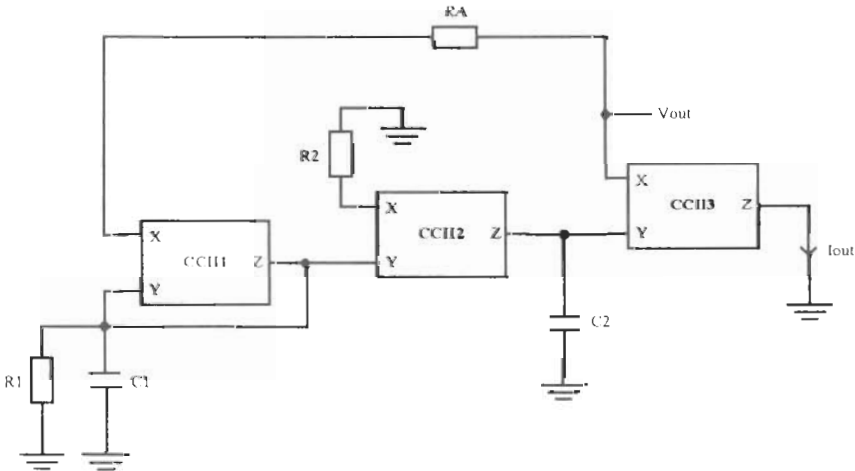 RA
Vout
R2
X
CCII3
Z
Y
X
CCII2
Z
Y
X
CCII1
Z
Y
Iout
C2
R1
C1